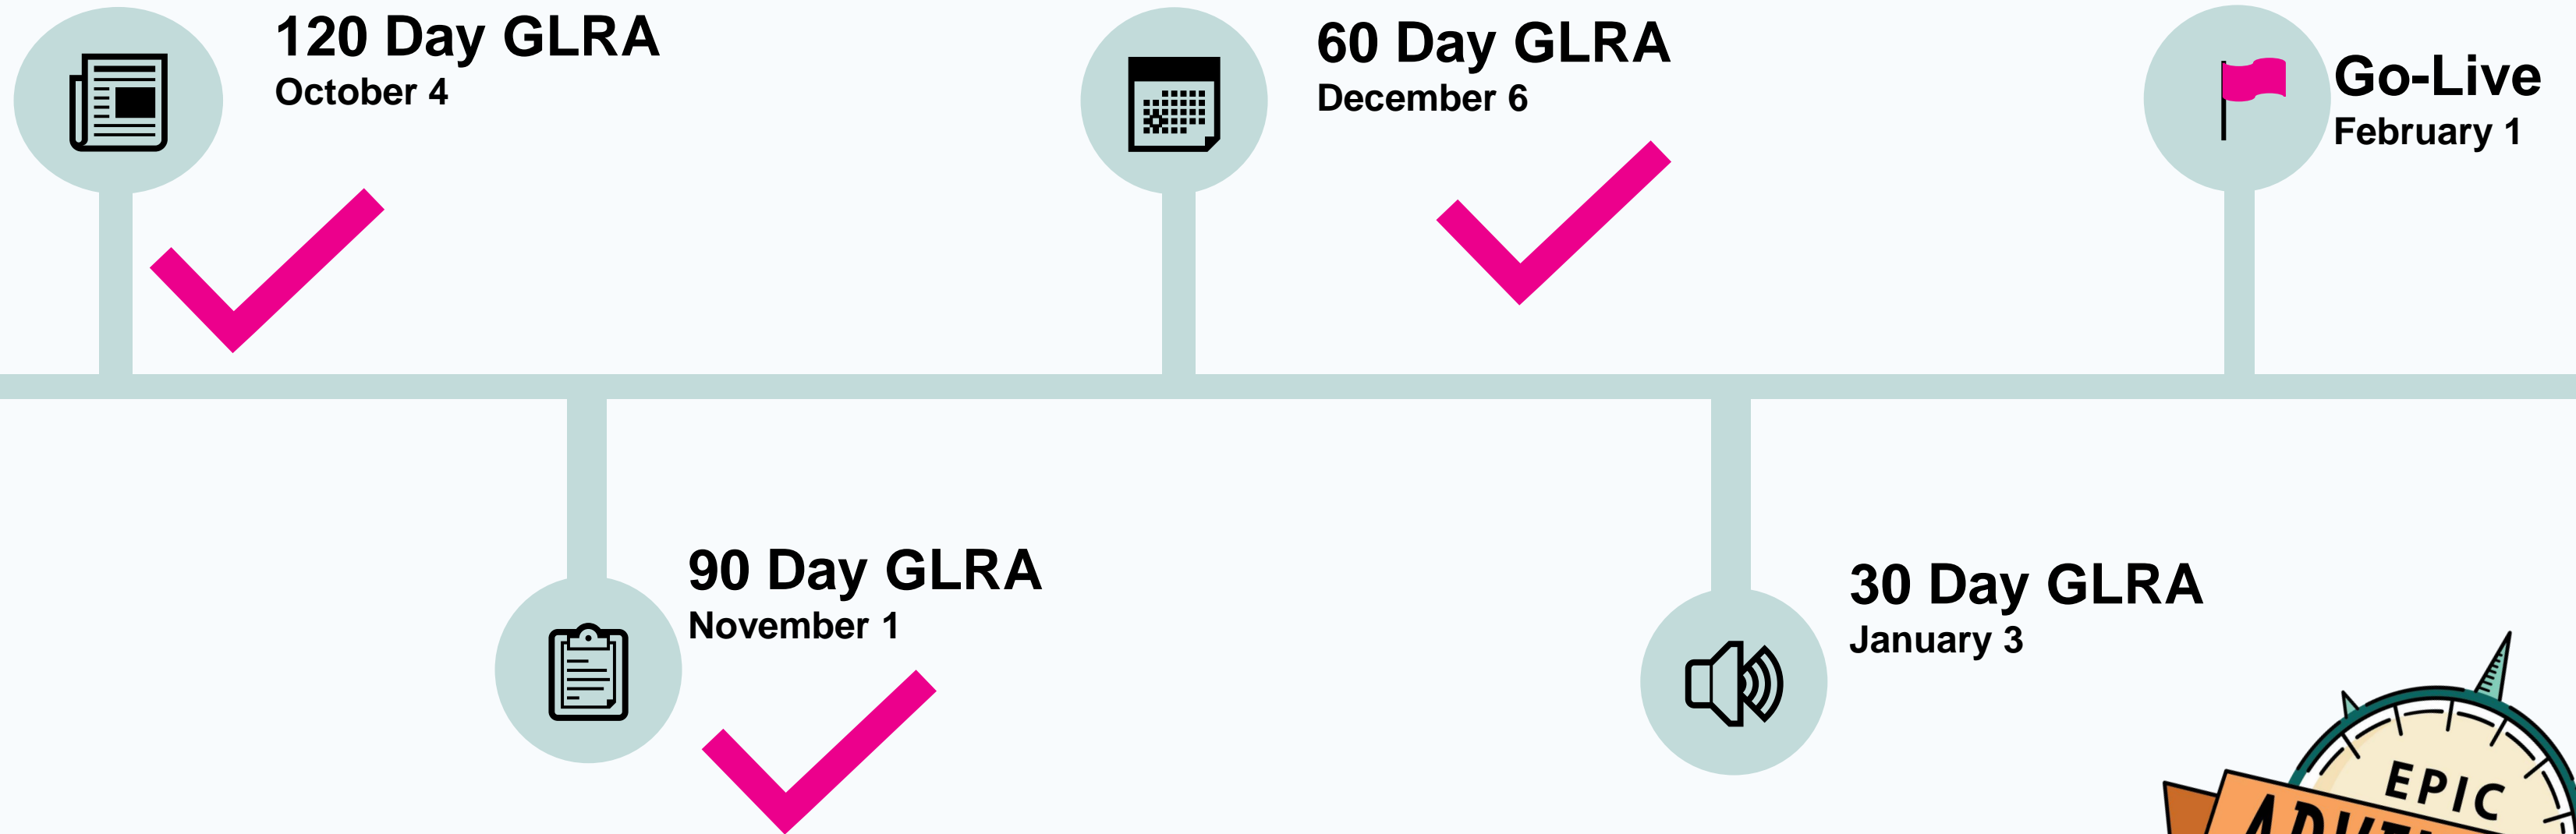 120 Day GLRA
October 4
60 Day GLRA
December 6
Go-Live
February 1
90 Day GLRA
November 1
30 Day GLRA
January 3
EPIC